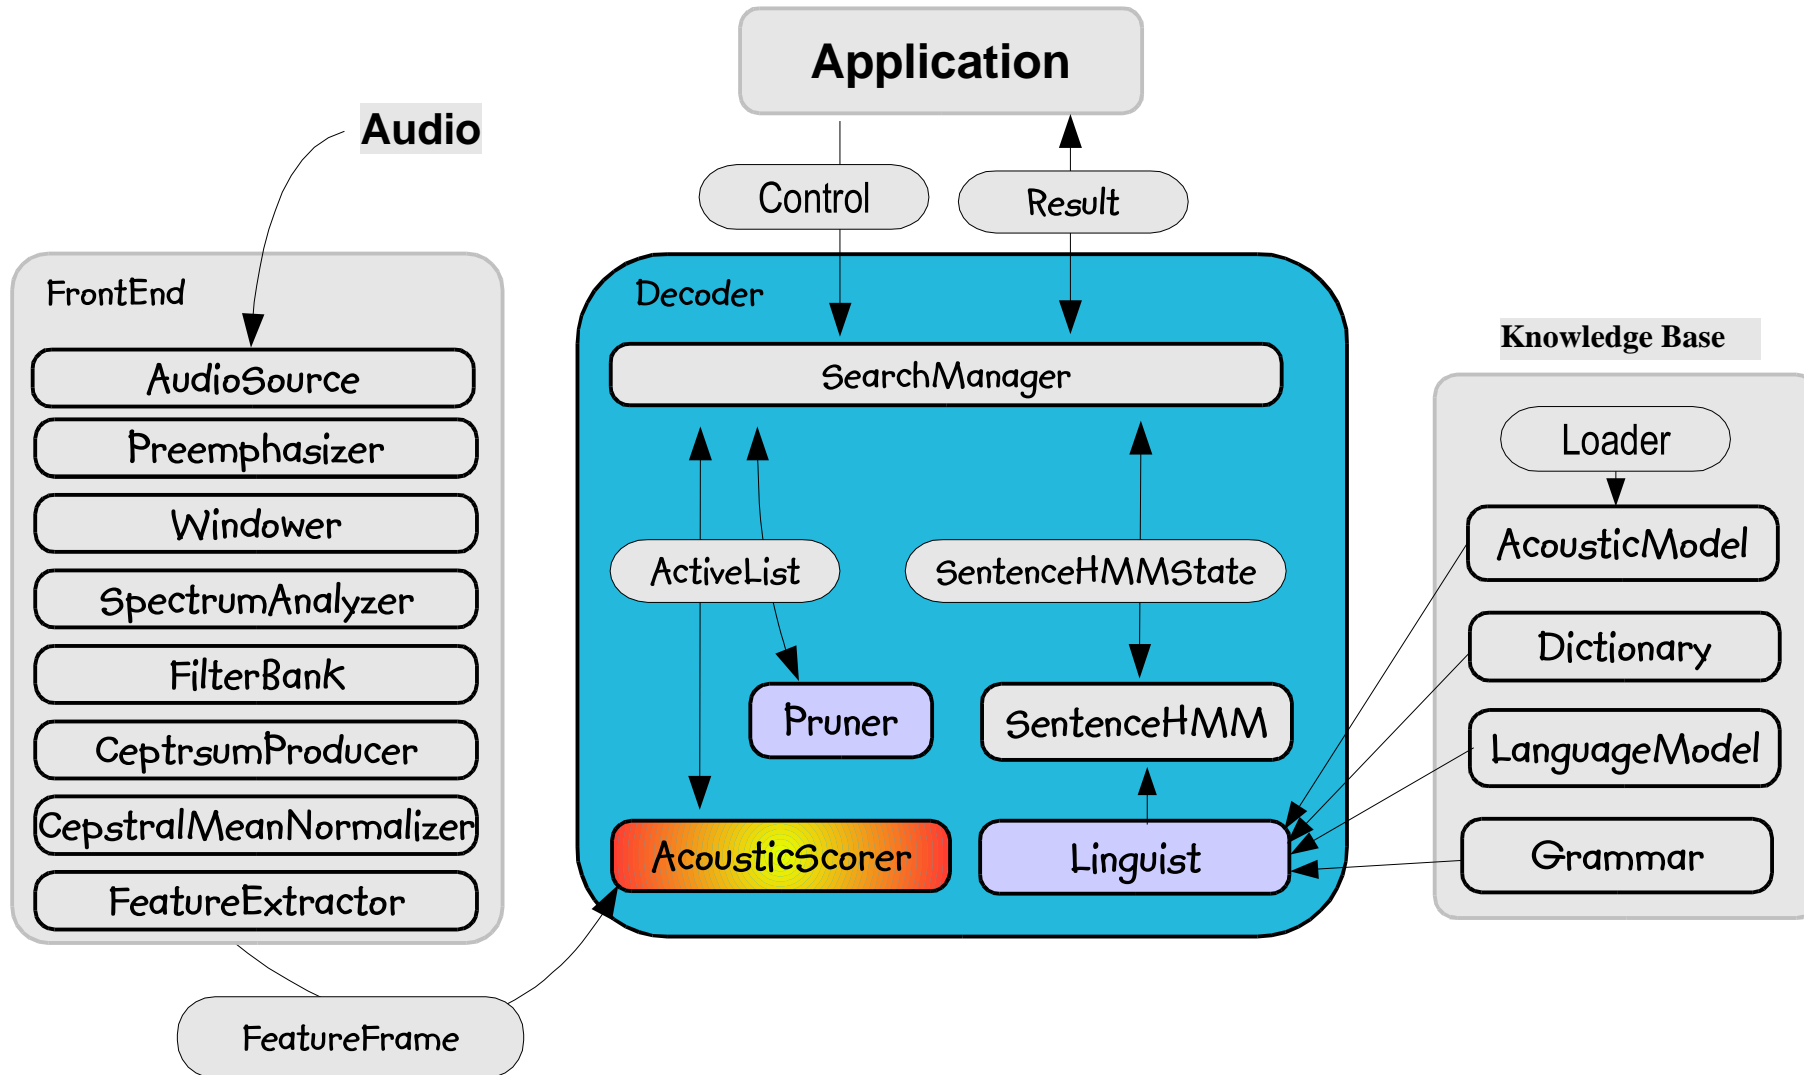 Application
Audio
Control
Result
FrontEnd
AudioSource
Preemphasizer
Windower
SpectrumAnalyzer
FilterBank
CeptrsumProducer
CepstralMeanNormalizer
FeatureExtractor
FeatureFrame
Decoder
SearchManager
ActiveList
SentenceHMMState
Pruner
SentenceHMM
AcousticScorer
Linguist
Knowledge Base
Loader
AcousticModel
Dictionary
LanguageModel
Grammar